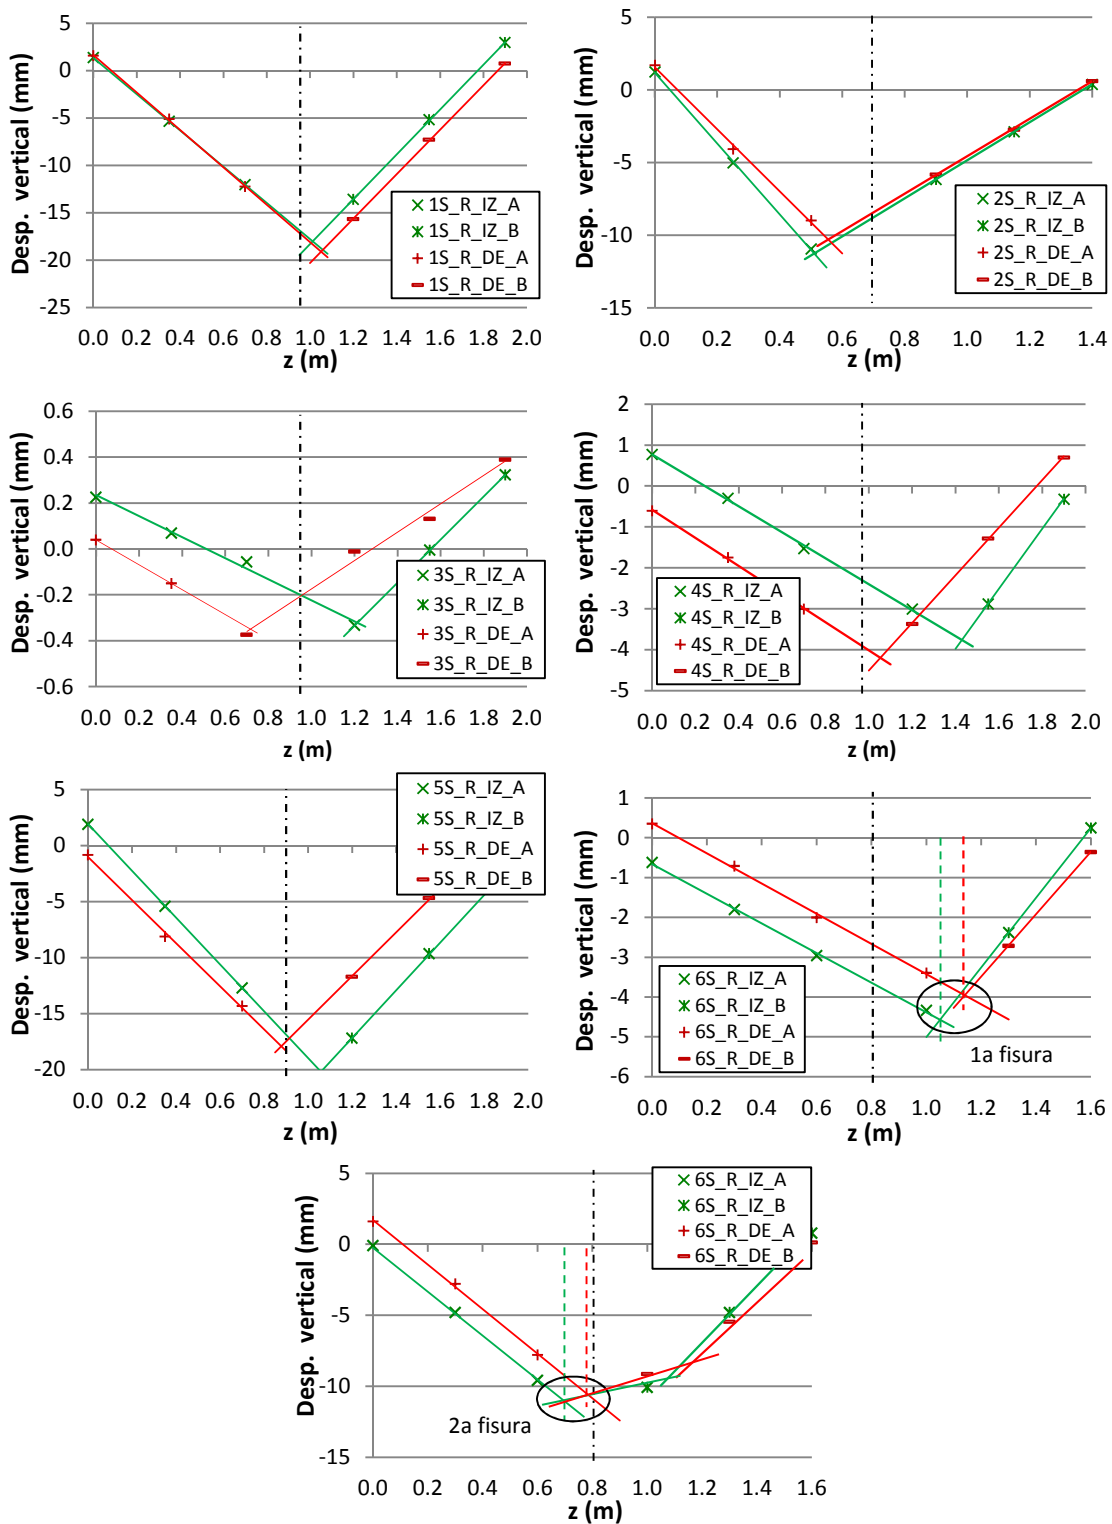 Desp. vertical (mm)
5
0
-5
-10
-15
-20
-25
0.0 0.2 0.4 0.6 0.8 1.0 1.2 1.4 1.6 1.8 2.0
z (m)
1S_R_IZ_A
1S_R_IZ_B
1S_R_DE_A
1S_R_DE_B
Desp. vertical (mm)
5
0
-5
-10
-15
0.0 0.2 0.4 0.6 0.8 1.0 1.2 1.4
z (m)
2S_R_IZ_A
2S_R_IZ_B
2S_R_DE_A
2S_R_DE_B
Desp. vertical (mm)
0.6
0.4
0.2
0.0
-0.2
-0.4
-0.6
0.0 0.2 0.4 0.6 0.8 1.0 1.2 1.4 1.6 1.8 2.0
z (m)
3S_R_IZ_A
3S_R_IZ_B
3S_R_DE_A
3S_R_DE_B
Desp. vertical (mm)
2
1
0
-1
-2
-3
-4
-5
0.0 0.2 0.4 0.6 0.8 1.0 1.2 1.4 1.6 1.8 2.0
z (m)
4S_R_IZ_A
4S_R_IZ_B
4S_R_DE_A
4S_R_DE_B
Desp. vertical (mm)
5
0
-5
-10
-15
-20
0.0 0.2 0.4 0.6 0.8 1.0 1.2 1.4 1.6 1.8 2.0
z (m)
5S_R_IZ_A
5S_R_IZ_B
5S_R_DE_A
5S_R_DE_B
Desp. vertical (mm)
1
0
-1
-2
-3
-4
-5
-6
0.0 0.2 0.4 0.6 0.8 1.0 1.2 1.4 1.6
z (m)
6S_R_IZ_A
6S_R_IZ_B
6S_R_DE_A
6S_R_DE_B
1a fisura
Desp. vertical (mm)
5
0
-5
-10
-15
0.0 0.2 0.4 0.6 0.8 1.0 1.2 1.4 1.6
z (m)
6S_R_IZ_A
6S_R_IZ_B
6S_R_DE_A
6S_R_DE_B
2a fisura